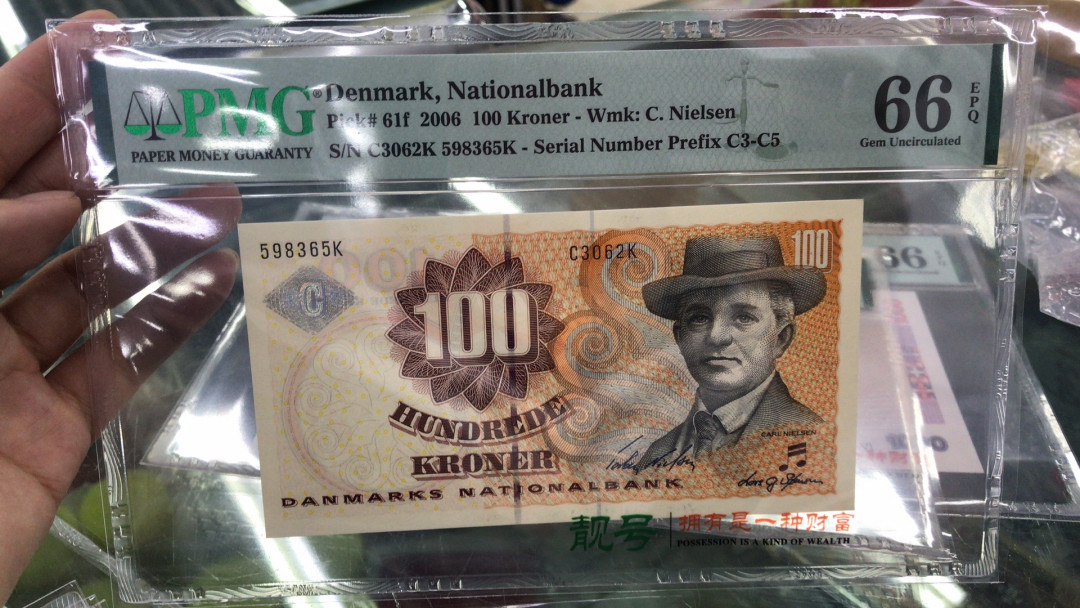 PMG®
PAPER MONEY GUARANTY
Denmark, Nationalbank
Pick# 61f 2006 100 Kroner - Wmk: C. Nielsen
S/N C3062K 598365K - Serial Number Prefix C3-C5
66
EPQ
Gem Uncirculated
66
598365K
C3062K
100
C
100
HUNDREDE
KRONER
CARL NIELSEN
DANMARKS NATIONALBANK
靓号
拥有是一种财富
POSSESSION IS A KIND OF WEALTH